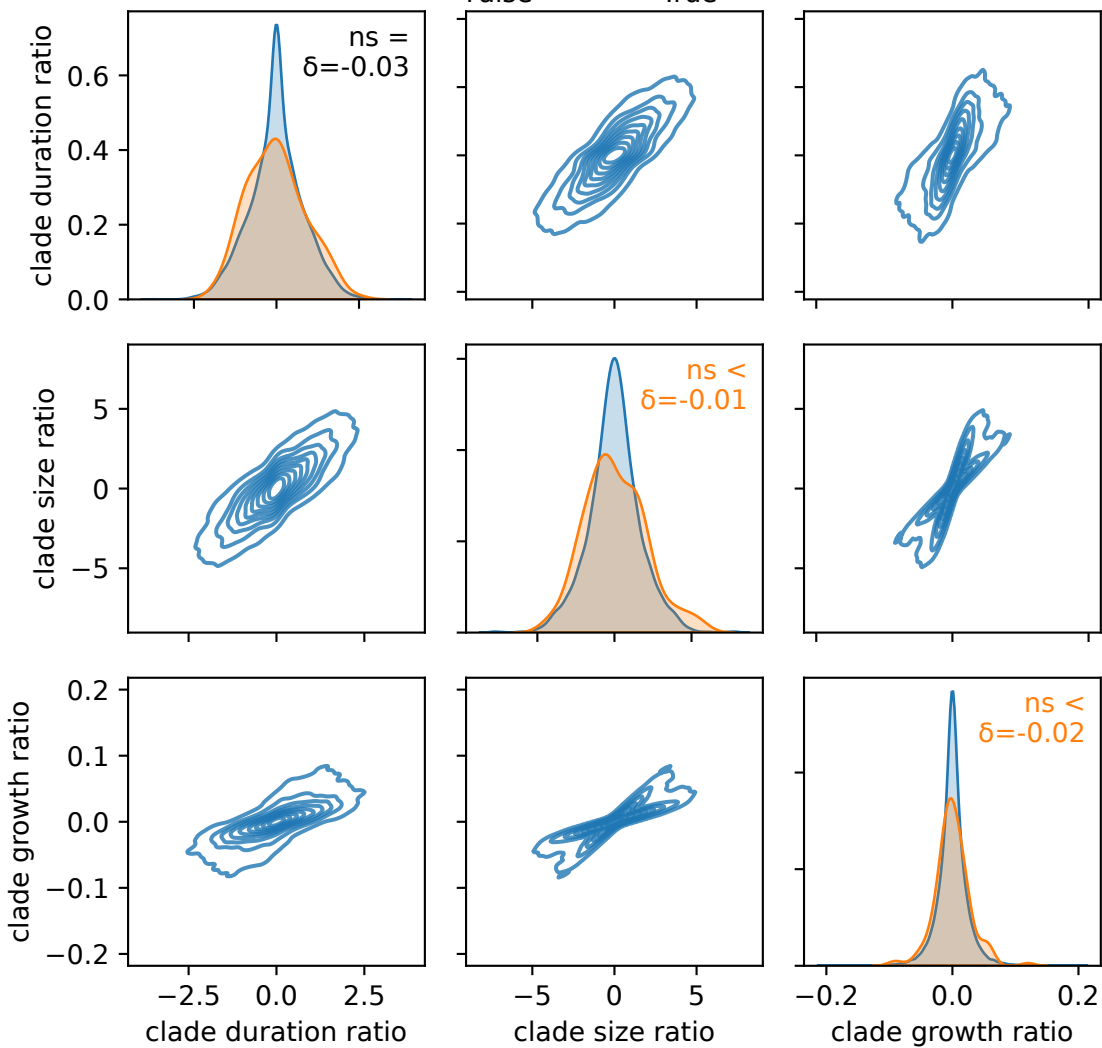 clade duration ratio
0.6
0.4
0.2
0.0
ns =
δ=-0.03
clade size ratio
5
0
−5
ns <
δ=-0.01
clade growth ratio
0.2
0.1
0.0
−0.1
−0.2
ns <
δ=-0.02
−2.5 0.0 2.5
−5 0 5
−0.2 0.0 0.2
clade duration ratio
clade size ratio
clade growth ratio